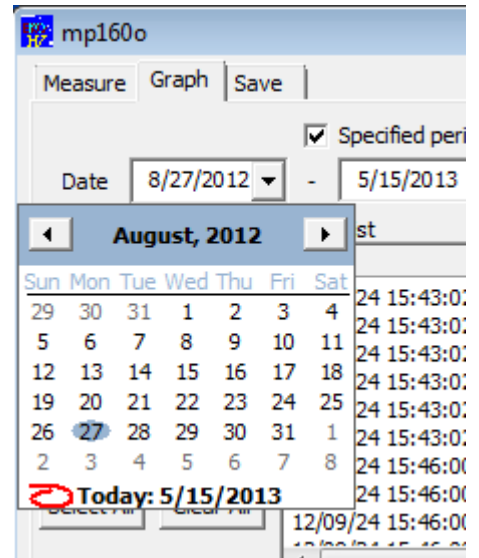 mp160o
Measure Graph Save
Specified peri
Date 8/27/2012 - 5/15/2013
August, 2012
st
Sun Mon Tue Wed Thu Fri Sat
29 30 31 1 2 3 4
24 15:43:02
5 6 7 8 9 10 11
24 15:43:02
12 13 14 15 16 17 18
24 15:43:02
24 15:43:02
19 20 21 22 23 24 25
24 15:43:02
26 27 28 29 30 31 1
24 15:43:02
2 3 4 5 6 7 8
24 15:46:00
Today: 5/15/2013
24 15:46:00
Select All Clear All
12/09/24 15:46:00